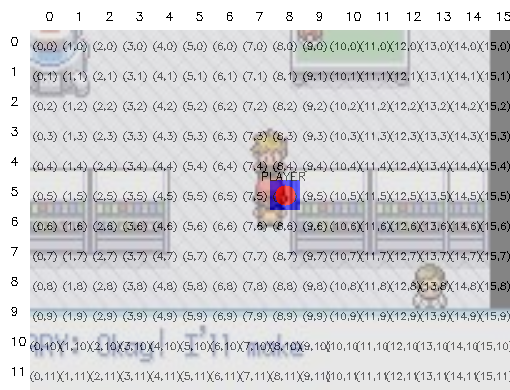 0 1 2 3 4 5 6 7 8 9 10 11 12 13 14 15
0 (0,0) (1,0) (2,0) (3,0) (4,0) (5,0) (6,0) (7,0) (8,0) (9,0) (10,0) (11,0) (12,0) (13,0) (14,0) (15,0)
1 (0,1) (1,1) (2,1) (3,1) (4,1) (5,1) (6,1) (7,1) (8,1) (9,1) (10,1) (11,1) (12,1) (13,1) (14,1) (15,1)
2 (0,2) (1,2) (2,2) (3,2) (4,2) (5,2) (6,2) (7,2) (8,2) (9,2) (10,2) (11,2) (12,2) (13,2) (14,2) (15,2)
3 (0,3) (1,3) (2,3) (3,3) (4,3) (5,3) (6,3) (7,3) (8,3) (9,3) (10,3) (11,3) (12,3) (13,3) (14,3) (15,3)
4 (0,4) (1,4) (2,4) (3,4) (4,4) (5,4) (6,4) (7,4) (8,4) (9,4) (10,4) (11,4) (12,4) (13,4) (14,4) (15,4)
PLAYER
5 (0,5) (1,5) (2,5) (3,5) (4,5) (5,5) (6,5) (7,5) (9,5) (10,5) (11,5) (12,5) (13,5) (14,5) (15,5)
6 (0,6) (1,6) (2,6) (3,6) (4,6) (5,6) (6,6) (7,6) (8,6) (9,6) (10,6) (11,6) (12,6) (13,6) (14,6) (15,6)
7 (0,7) (1,7) (2,7) (3,7) (4,7) (5,7) (6,7) (7,7) (8,7) (9,7) (10,7) (11,7) (12,7) (13,7) (14,7) (15,7)
8 (0,8) (1,8) (2,8) (3,8) (4,8) (5,8) (6,8) (7,8) (8,8) (9,8) (10,8) (11,8) (12,8) (13,8) (14,8) (15,8)
9 (0,9) (1,9) (2,9) (3,9) (4,9) (5,9) (6,9) (7,9) (8,9) (9,9) (10,9) (11,9) (12,9) (13,9) (14,9) (15,9)
ARY: Okay! I'll make
10 (0,10) (1,10) (2,10) (3,10) (4,10) (5,10) (6,10) (7,10) (8,10) (9,10) (10,10) (11,10) (12,10) (13,10) (14,10) (15,10)
11 (0,11) (1,11) (2,11) (3,11) (4,11) (5,11) (6,11) (7,11) (8,11) (9,11) (10,11) (11,11) (12,11) (13,11) (14,11) (15,11)